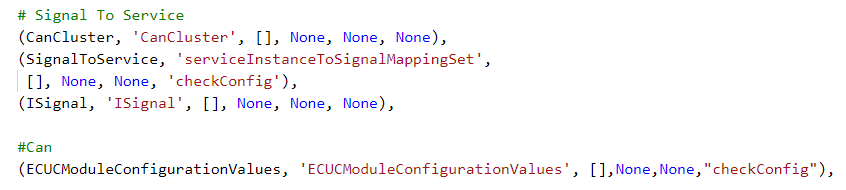 # Signal To Service
(CanCluster, 'CanCluster', [], None, None, None),
(SignalToService, 'serviceInstanceToSignalMappingSet',
[], None, None, 'checkConfig'),
(ISignal, 'ISignal', [], None, None, None),
#Can
(ECUCModuleConfigurationValues, 'ECUCModuleConfigurationValues', [],None,None,"checkConfig"),